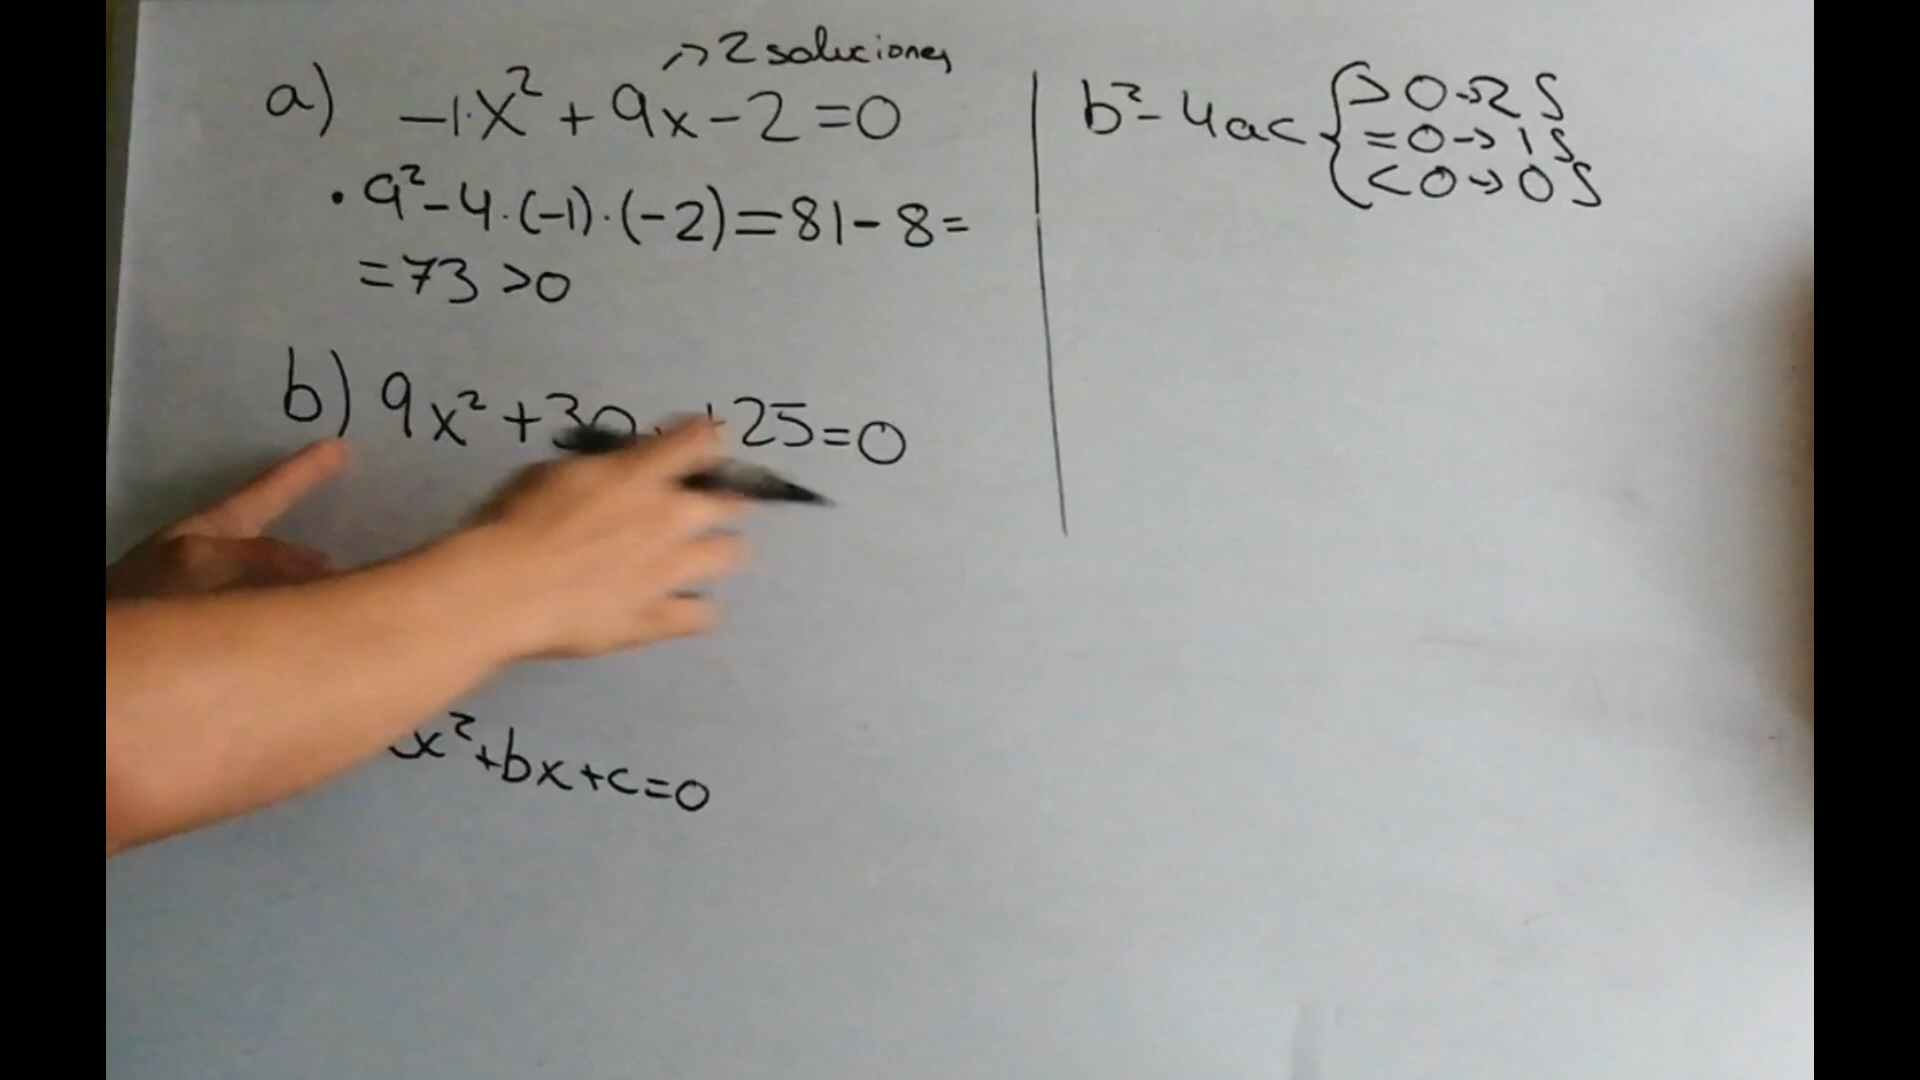 a) -1·x² + 9x - 2 = 0 → 2 soluciones
· 9² - 4·(-1)·(-2) = 81 - 8 =
= 73 > 0
b) 9x² + 30 + 25 = 0
x² + bx + c = 0
b² - 4ac { > 0 → 2 S
= 0 → 1 S
< 0 → 0 S